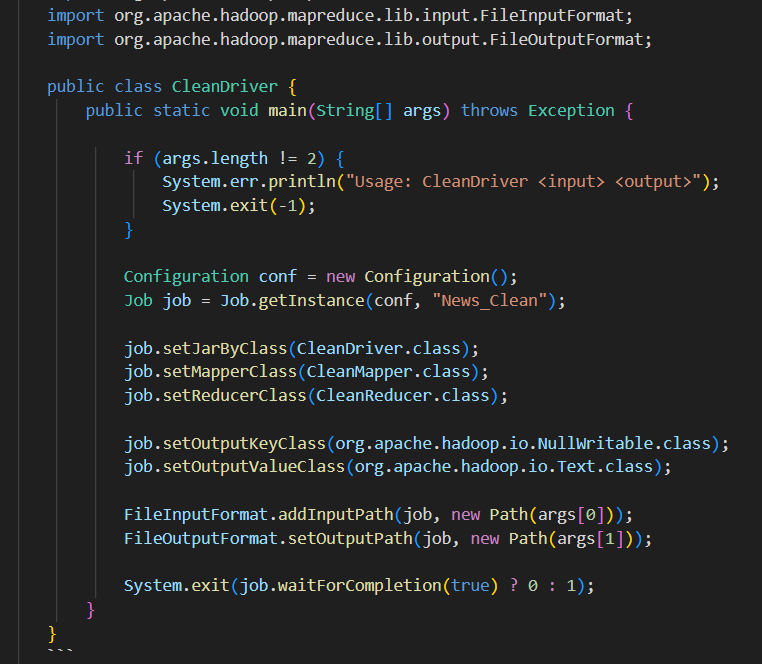 import org.apache.hadoop.mapreduce.lib.input.FileInputFormat;
import org.apache.hadoop.mapreduce.lib.output.FileOutputFormat;

public class CleanDriver {
    public static void main(String[] args) throws Exception {

        if (args.length != 2) {
            System.err.println("Usage: CleanDriver <input> <output>");
            System.exit(-1);
        }

        Configuration conf = new Configuration();
        Job job = Job.getInstance(conf, "News_Clean");

        job.setJarByClass(CleanDriver.class);
        job.setMapperClass(CleanMapper.class);
        job.setReducerClass(CleanReducer.class);

        job.setOutputKeyClass(org.apache.hadoop.io.NullWritable.class);
        job.setOutputValueClass(org.apache.hadoop.io.Text.class);

        FileInputFormat.addInputPath(job, new Path(args[0]));
        FileOutputFormat.setOutputPath(job, new Path(args[1]));

        System.exit(job.waitForCompletion(true) ? 0 : 1);
    }
}
```